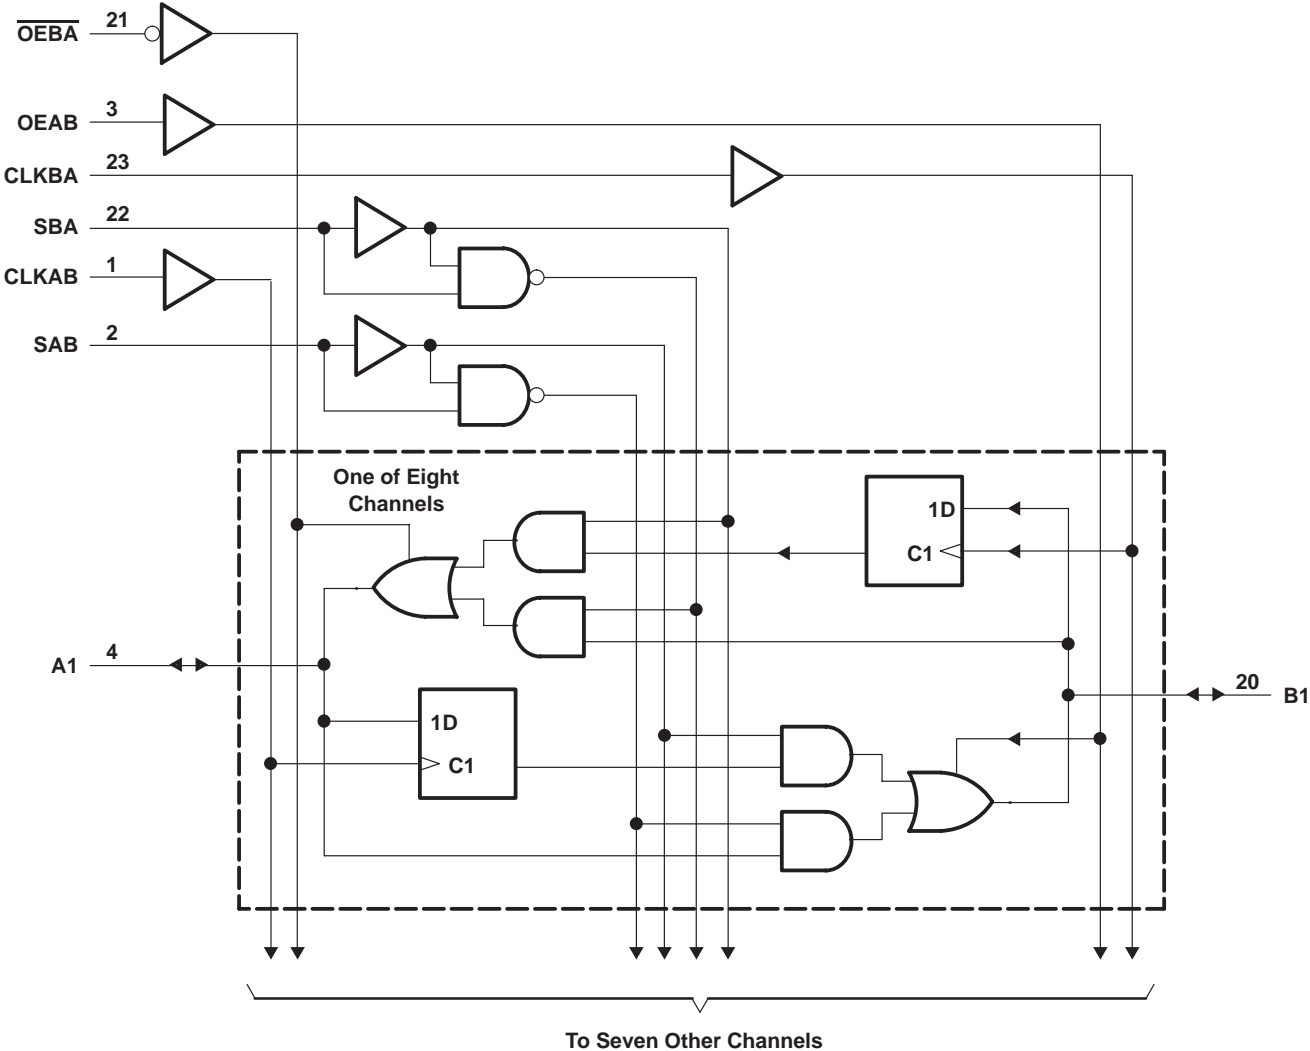 OEBA 21
OEAB 3
CLKBA 23
SBA 22
CLKAB 1
SAB 2
One of Eight
Channels
1D
C1
A1 4
1D
C1
20 B1
To Seven Other Channels